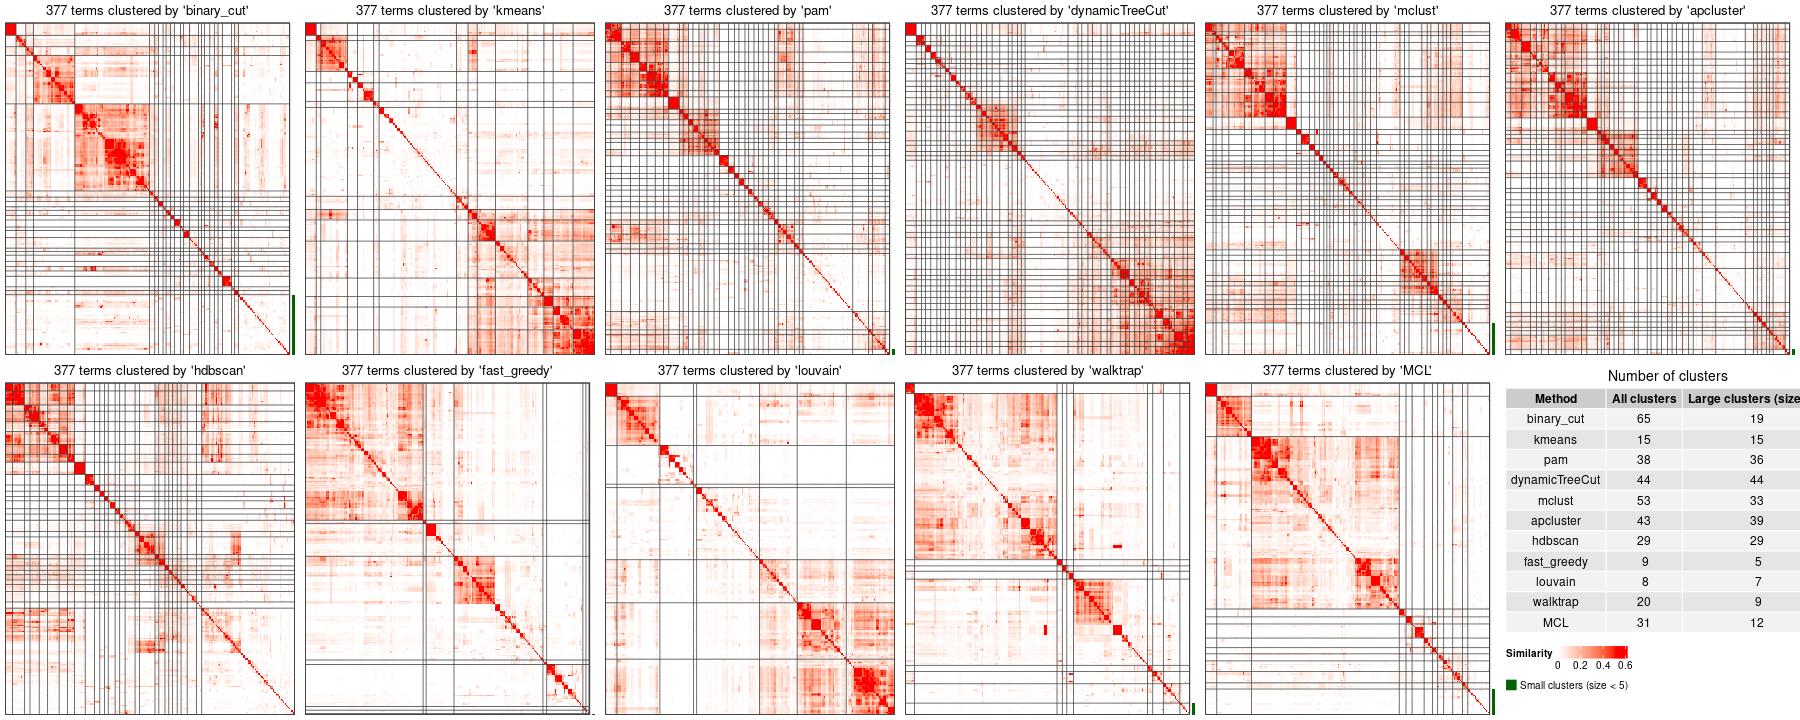 377 terms clustered by 'binary_cut'
377 terms clustered by 'kmeans'
377 terms clustered by 'pam'
377 terms clustered by 'dynamicTreeCut'
377 terms clustered by 'mclust'
377 terms clustered by 'apcluster'
377 terms clustered by 'hdbscan'
377 terms clustered by 'fast_greedy'
377 terms clustered by 'louvain'
377 terms clustered by 'walktrap'
377 terms clustered by 'MCL'
Number of clusters
Method All clusters Large clusters (size
binary_cut 65 19
kmeans 15 15
pam 38 36
dynamicTreeCut 44 44
mclust 53 33
apcluster 43 39
hdbscan 29 29
fast_greedy 9 5
louvain 8 7
walktrap 20 9
MCL 31 12
Similarity
0 0.2 0.4 0.6
Small clusters (size < 5)